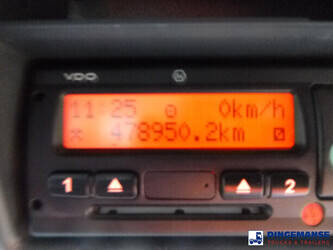 VDO
11:25 0km/h
x 478950.2km
1 2
DINGEMANSE
TRUCKS & TRAILERS